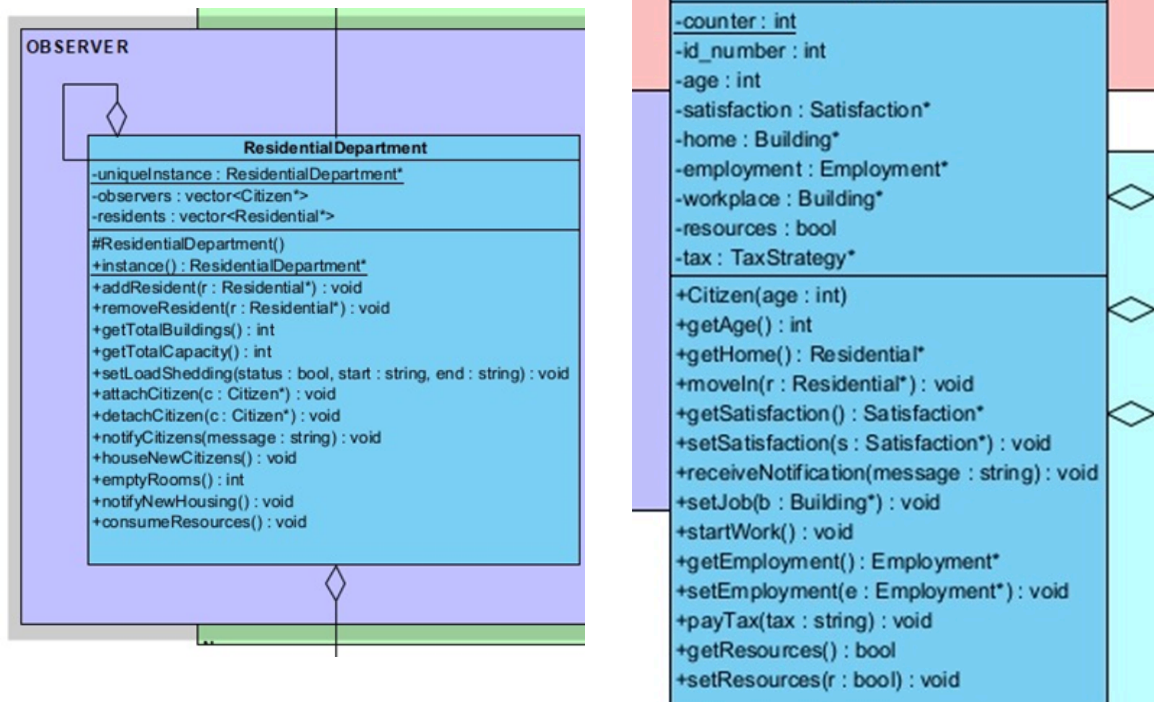 OBSERVER
ResidentialDepartment
-uniqueInstance : ResidentialDepartment*
-observers : vector<Citizen*>
-residents : vector<Residential*>
#ResidentialDepartment()
+instance() : ResidentialDepartment*
+addResident(r : Residential*) : void
+removeResident(r : Residential*) : void
+getTotalBuildings() : int
+getTotalCapacity() : int
+setLoadShedding(status : bool, start : string, end : string) : void
+attachCitizen(c : Citizen*) : void
+detachCitizen(c : Citizen*) : void
+notifyCitizens(message : string) : void
+houseNewCitizens() : void
+emptyRooms() : int
+notifyNewHousing() : void
+consumeResources() : void
-counter : int
-id_number : int
-age : int
-satisfaction : Satisfaction*
-home : Building*
-employment : Employment*
-workplace : Building*
-resources : bool
-tax : TaxStrategy*
+Citizen(age : int)
+getAge() : int
+getHome() : Residential*
+moveIn(r : Residential*) : void
+getSatisfaction() : Satisfaction*
+setSatisfaction(s : Satisfaction*) : void
+receiveNotification(message : string) : void
+setJob(b : Building*) : void
+startWork() : void
+getEmployment() : Employment*
+setEmployment(e : Employment*) : void
+payTax(tax : string) : void
+getResources() : bool
+setResources(r : bool) : void